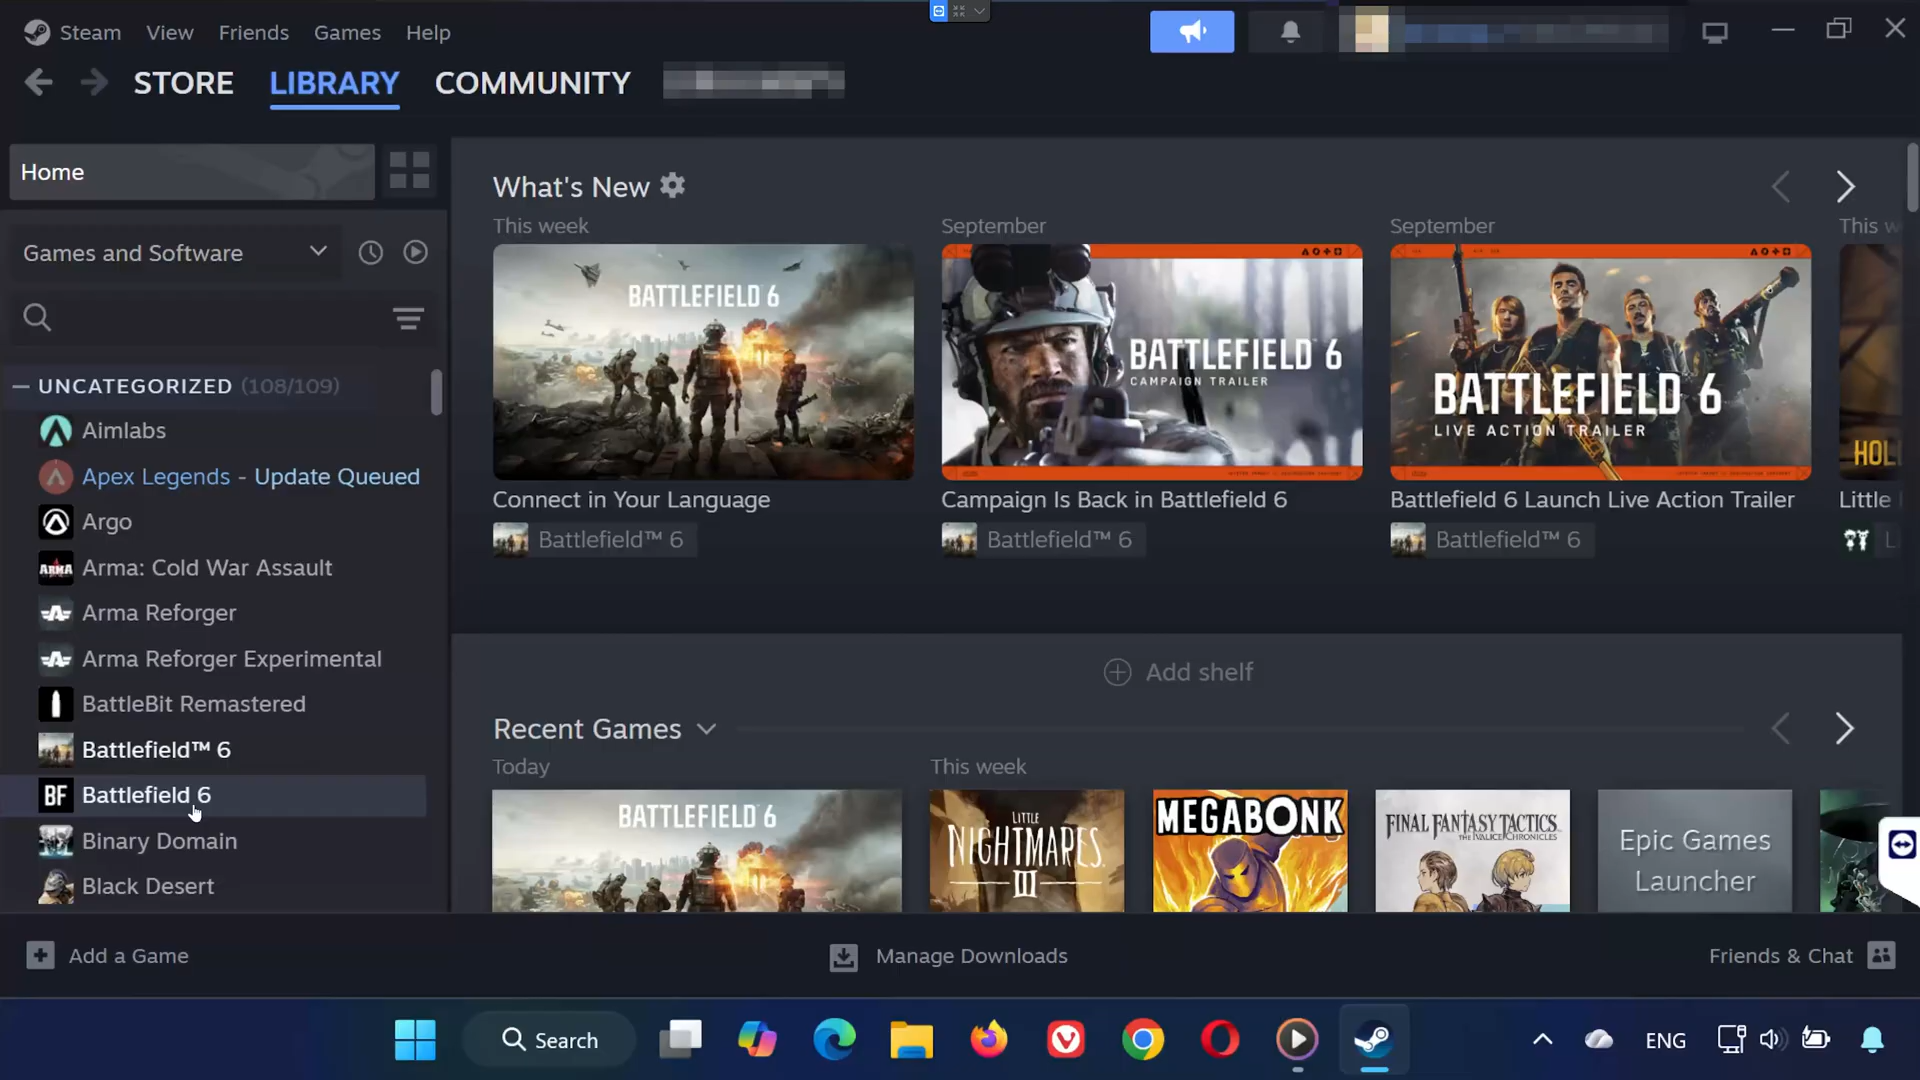 Steam View Friends Games Help
STORE LIBRARY COMMUNITY
Home
Games and Software
UNCATEGORIZED (108/109)
Aimlabs
Apex Legends - Update Queued
Argo
ARMA Arma: Cold War Assault
Arma Reforger
Arma Reforger Experimental
BattleBit Remastered
Battlefield™ 6
BF Battlefield 6
Binary Domain
Black Desert
What's New
This week
BATTLEFIELD 6
Connect in Your Language
Battlefield™ 6
September
BATTLEFIELD 6
CAMPAIGN TRAILER
Campaign Is Back in Battlefield 6
Battlefield™ 6
September
BATTLEFIELD 6
LIVE ACTION TRAILER
Battlefield 6 Launch Live Action Trailer
Battlefield™ 6
This w
HOL
Little
L
Add shelf
Recent Games
Today
BATTLEFIELD 6
This week
LITTLE
NIGHTMARES
III
MEGABONK
FINAL FANTASY TACTICS
THE IVALICE CHRONICLES
Epic Games
Launcher
Add a Game
Manage Downloads
Friends & Chat
Search
ENG